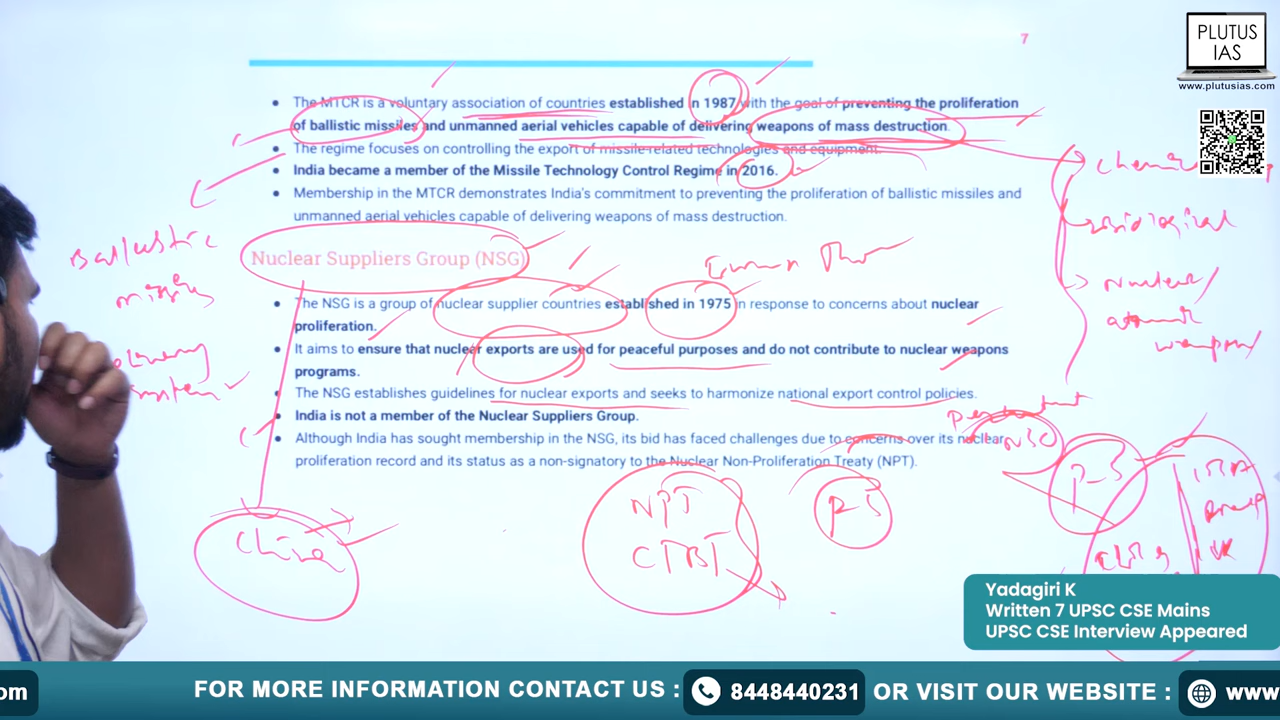 7
PLUTUS
IAS
www.plutusias.com
The MTCR is a voluntary association of countries established in 1987 with the goal of preventing the proliferation
of ballistic missiles and unmanned aerial vehicles capable of delivering weapons of mass destruction.
The regime focuses on controlling the export of missile-related technologies and equipment.
India became a member of the Missile Technology Control Regime in 2016.
Membership in the MTCR demonstrates India's commitment to preventing the proliferation of ballistic missiles and
unmanned aerial vehicles capable of delivering weapons of mass destruction.
Ballistic
Nuclear Suppliers Group (NSG)
The NSG is a group of nuclear supplier countries established in 1975 in response to concerns about nuclear
proliferation.
It aims to ensure that nuclear exports are used for peaceful purposes and do not contribute to nuclear weapons
programs.
The NSG establishes guidelines for nuclear exports and seeks to harmonize national export control policies.
India is not a member of the Nuclear Suppliers Group.
Although India has sought membership in the NSG, its bid has faced challenges due to concerns over its nuclear
proliferation record and its status as a non-signatory to the Nuclear Non-Proliferation Treaty (NPT).
system
Nuclear/
weapon/
China
NPT
CTBT
P-5
P-5
UK
Yadagiri K
Written 7 UPSC CSE Mains
UPSC CSE Interview Appeared
om
FOR MORE INFORMATION CONTACT US : 8448440231 OR VISIT OUR WEBSITE : www